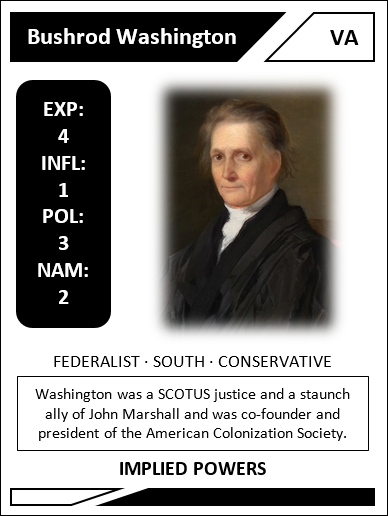 Bushrod Washington
VA
EXP:
4
INFL:
1
POL:
3
NAM:
2
FEDERALIST · SOUTH · CONSERVATIVE
Washington was a SCOTUS justice and a staunch
ally of John Marshall and was co-founder and
president of the American Colonization Society.
IMPLIED POWERS